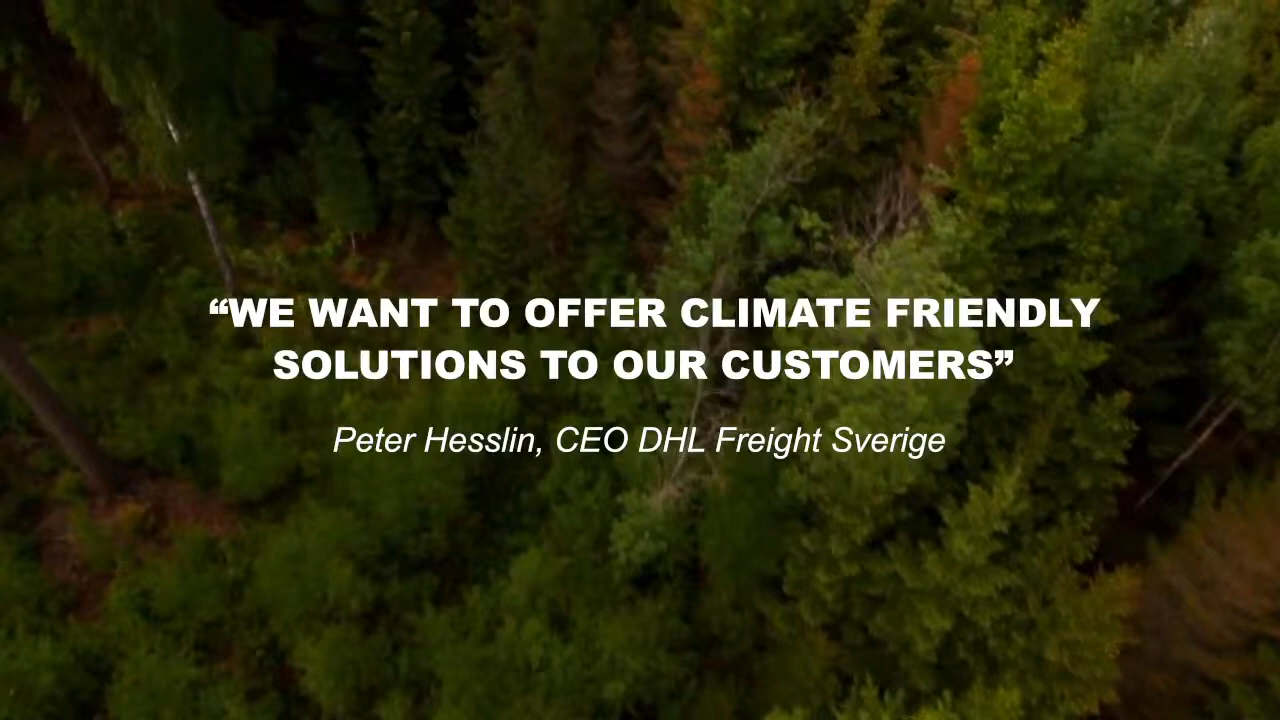 “WE WANT TO OFFER CLIMATE FRIENDLY
SOLUTIONS TO OUR CUSTOMERS”
Peter Hesslin, CEO DHL Freight Sverige